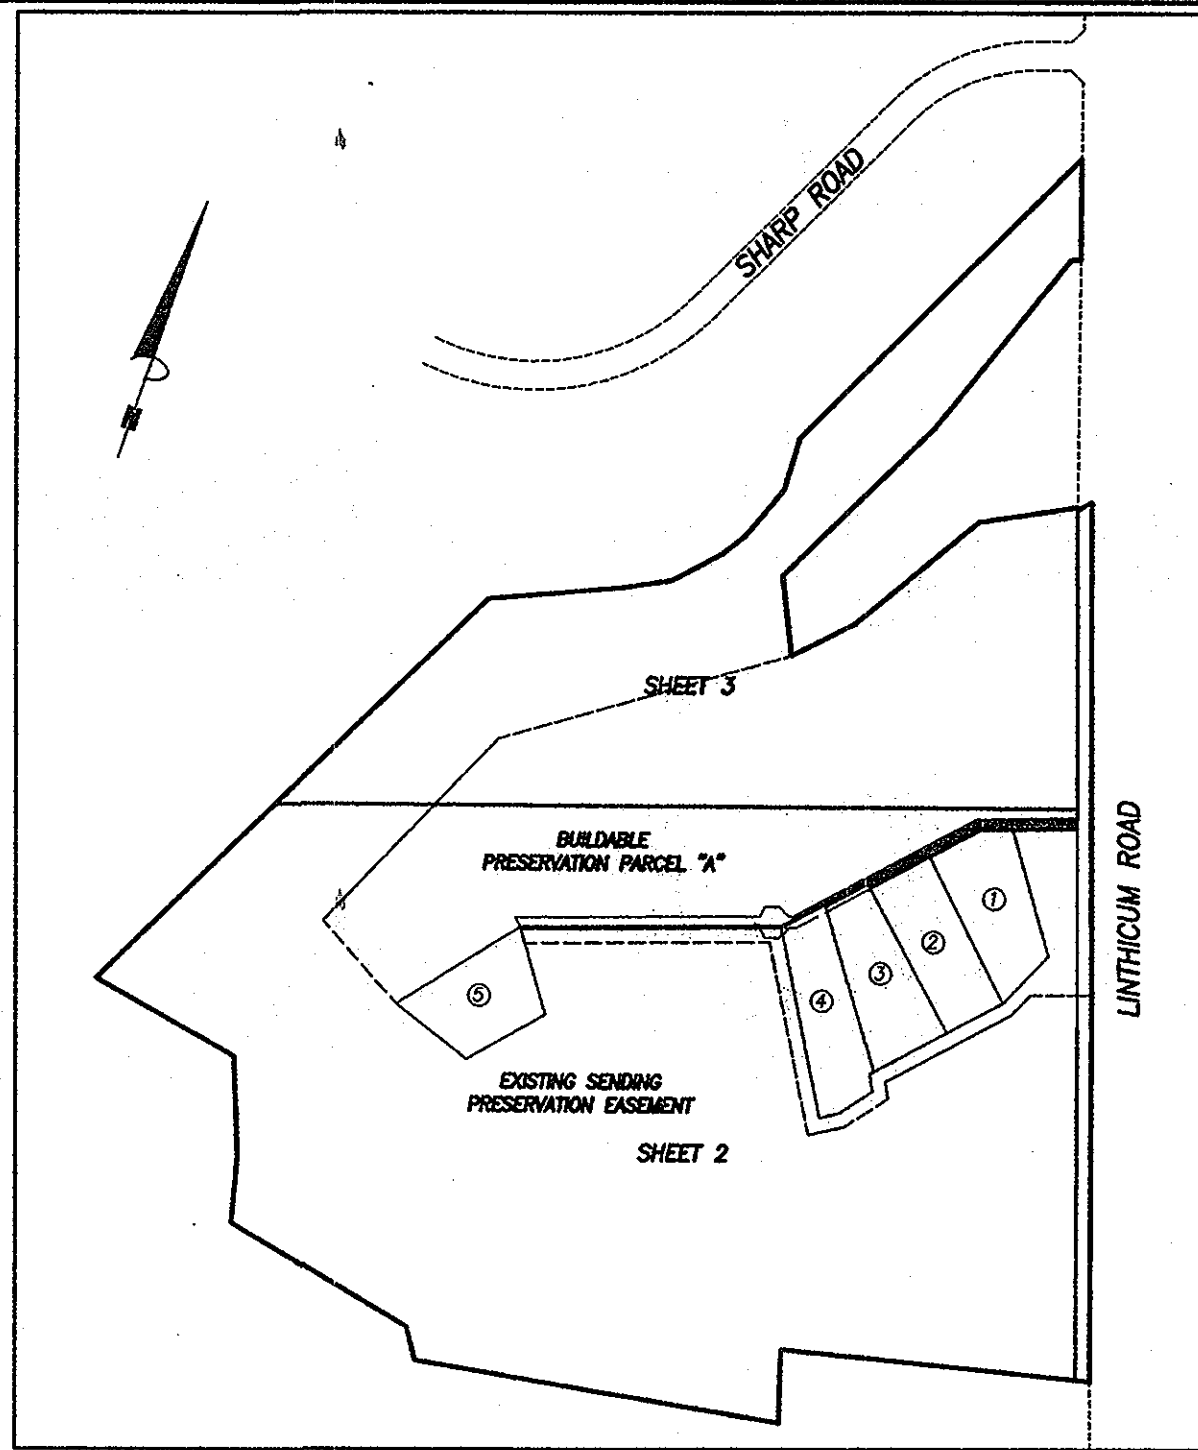 SHARP ROAD
SHEET 3
BUILDABLE
PRESERVATION PARCEL "A"
LINTHICUM ROAD
1
2
3
4
5
EXISTING SENDING
PRESERVATION EASEMENT
SHEET 2